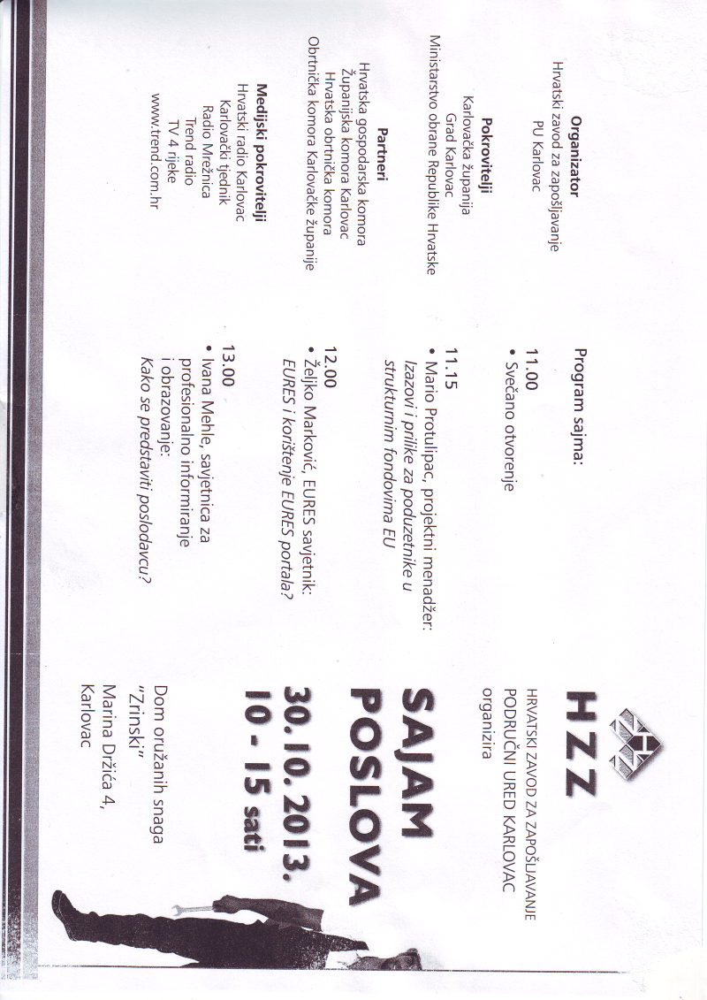 Organizator
Hrvatski zavod za zapošljavanje
PU Karlovac
Pokrovitelji
Karlovačka županija
Grad Karlovac
Ministarstvo obrane Republike Hrvatske
Partneri
Hrvatska gospodarska komora
Županijska komora Karlovac
Hrvatska obrtnička komora
Obrtnička komora Karlovačke županije
Medijski pokrovitelji
Hrvatski radio Karlovac
Karlovački tjednik
Radio Mrežnica
Trend radio
TV 4 rijeke
www.trend.com.hr
Program sajma:
11.00
• Svečano otvorenje
11.15
• Mario Protulipac, projektni menadžer:
Izazovi i prilike za poduzetnike u
strukturnim fondovima EU
12.00
• Željko Marković, EURES savjetnik:
EURES i korištenje EURES portala?
13.00
• Ivana Mehle, savjetnica za
profesionalno informiranje
i obrazovanje:
Kako se predstaviti poslodavcu?
HZZ
HRVATSKI ZAVOD ZA ZAPOŠLJAVANJE
PODRUČNI URED KARLOVAC
organizira
SAJAM
POSLOVA
30. 10. 2013.
10 - 15 sati
Dom oružanih snaga
"Zrinski"
Marina Držića 4,
Karlovac